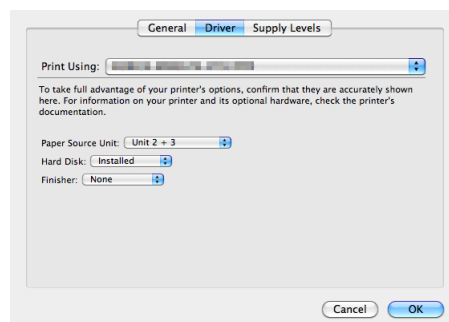 General Driver Supply Levels
Print Using:
To take full advantage of your printer's options, confirm that they are accurately shown
here. For information on your printer and its optional hardware, check the printer's
documentation.
Paper Source Unit: Unit 2 + 3
Hard Disk: Installed
Finisher: None
Cancel OK